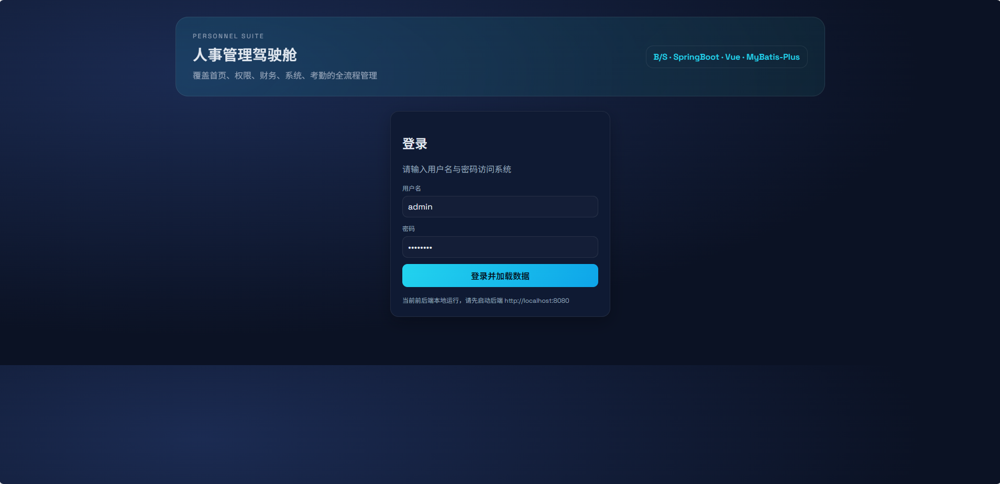 PERSONNEL SUITE
人事管理驾驶舱
覆盖首页、权限、财务、系统、考勤的全流程管理
B/S · SpringBoot · Vue · MyBatis-Plus
登录
请输入用户名与密码访问系统
用户名
admin
密码
••••••••
登录并加载数据
当前前后端本地运行，请先启动后端 http://localhost:8080